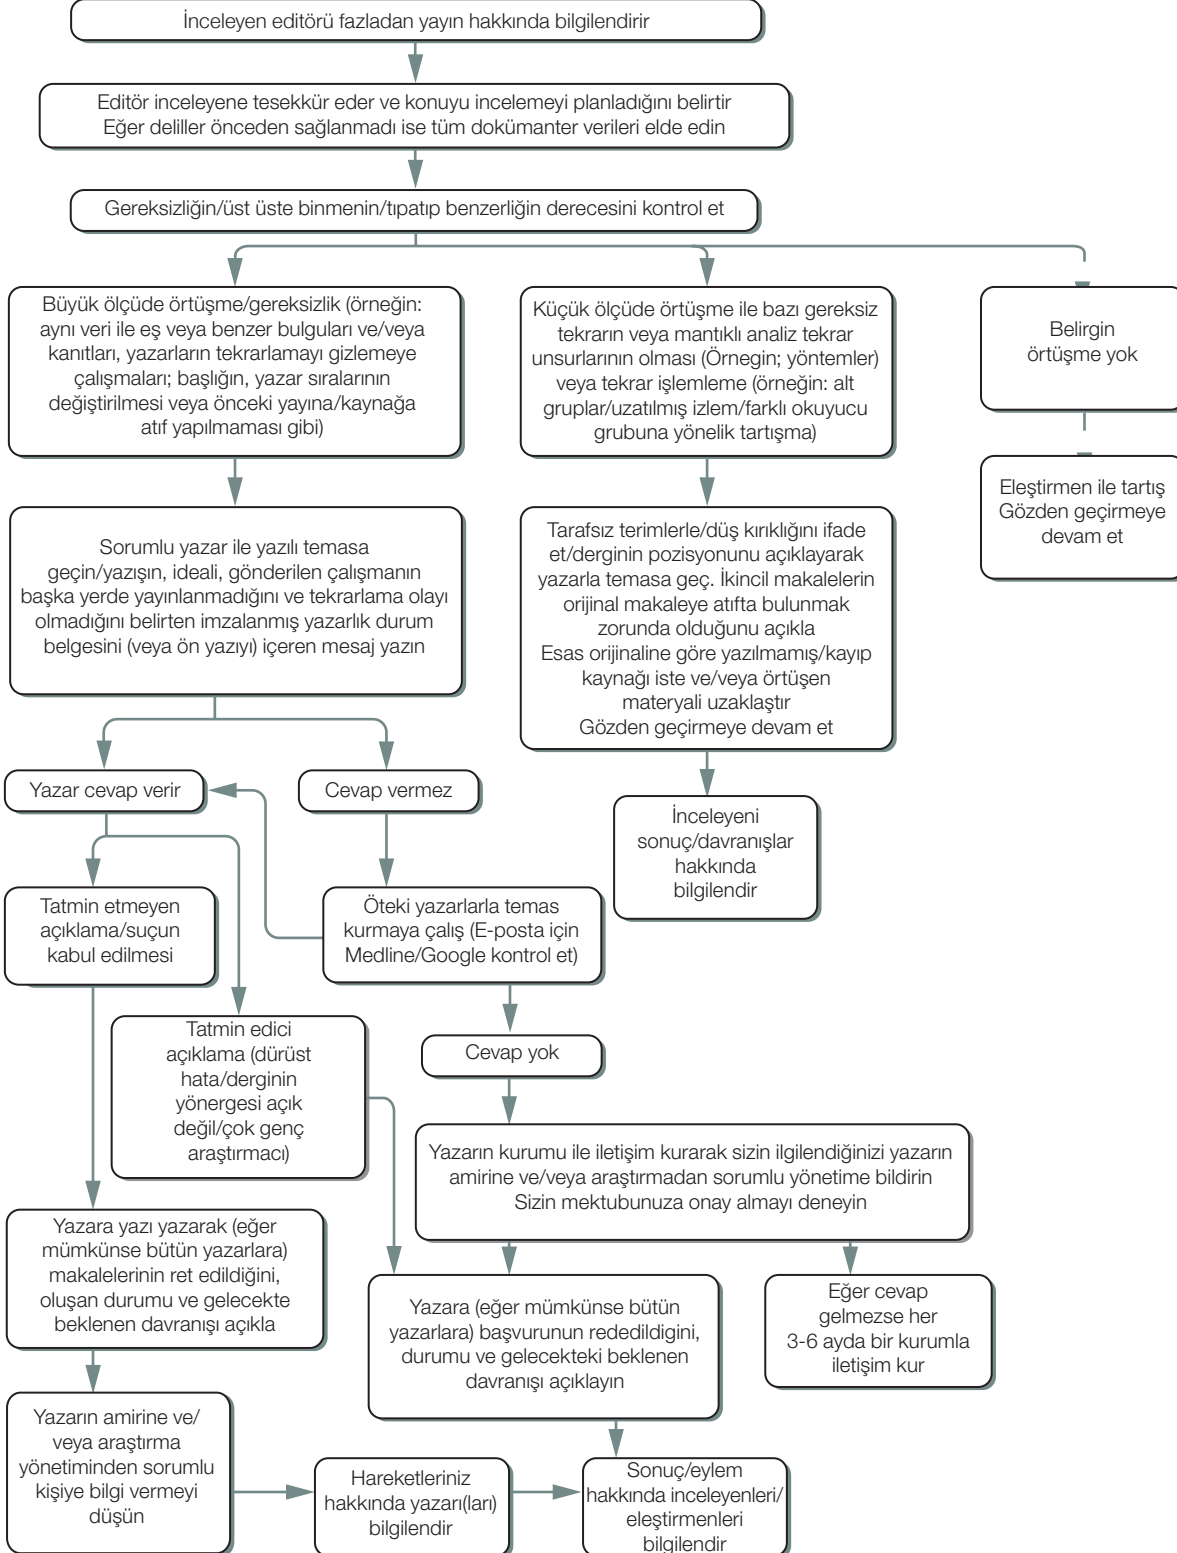 İnceleyen editörü fazladan yayın hakkında bilgilendirir
Editör inceleyene tesekkür eder ve konuyu incelemeyi planladığını belirtir
Eğer deliller önceden sağlanmadı ise tüm dokümanter verileri elde edin
Gereksizliğin/üst üste binmenin/tıpatıp benzerliğin derecesini kontrol et
Büyük ölçüde örtüşme/gereksizlik (örneğin:
aynı veri ile eş veya benzer bulguları ve/veya
kanıtları, yazarların tekrarlamayı gizlemeye
çalışmaları; başlığın, yazar sıralarının
değiştirilmesi veya önceki yayına/kaynağa
atıf yapılmaması gibi)
Küçük ölçüde örtüşme ile bazı gereksiz
tekrarın veya mantıklı analiz tekrar
unsurlarının olması (Örnegin; yöntemler)
veya tekrar işlemleme (örneğin: alt
gruplar/uzatılmış izlem/farklı okuyucu
grubuna yönelik tartışma)
Belirgin
örtüşme yok
Sorumlu yazar ile yazılı temasa
geçin/yazışın, ideali, gönderilen çalışmanın
başka yerde yayınlanmadığını ve tekrarlama olayı
olmadığını belirten imzalanmış yazarlık durum
belgesini (veya ön yazıyı) içeren mesaj yazın
Tarafsız terimlerle/düş kırıklığını ifade
et/derginin pozisyonunu açıklayarak
yazarla temasa geç. İkincil makalelerin
orijinal makaleye atıfta bulunmak
zorunda olduğunu açıkla
Esas orijinaline göre yazılmamış/kayıp
kaynağı iste ve/veya örtüşen
materyali uzaklaştır
Gözden geçirmeye devam et
Eleştirmen ile tartış
Gözden geçirmeye
devam et
Yazar cevap verir
Cevap vermez
İnceleyeni
sonuç/davranışlar
hakkında
bilgilendir
Tatmin etmeyen
açıklama/suçun
kabul edilmesi
Öteki yazarlarla temas
kurmaya çalış (E-posta için
Medline/Google kontrol et)
Tatmin edici
açıklama (dürüst
hata/derginin
yönergesi açık
değil/çok genç
araştırmacı)
Cevap yok
Yazarın kurumu ile iletişim kurarak sizin ilgilendiğinizi yazarın
amirine ve/veya araştırmadan sorumlu yönetime bildirin
Sizin mektubunuza onay almayı deneyin
Yazara yazı yazarak (eğer
mümkünse bütün yazarlara)
makalelerinin ret edildiğini,
oluşan durumu ve gelecekte
beklenen davranışı açıkla
Yazara (eğer mümkünse bütün
yazarlara) başvurunun rededildigini,
durumu ve gelecekteki beklenen
davranışı açıklayın
Eğer cevap
gelmezse her
3-6 ayda bir kurumla
iletişim kur
Yazarın amirine ve/
veya araştırma
yönetiminden sorumlu
kişiye bilgi vermeyi
düşün
Hareketleriniz
hakkında yazarı(ları)
bilgilendir
Sonuç/eylem
hakkında inceleyenleri/
eleştirmenleri
bilgilendir